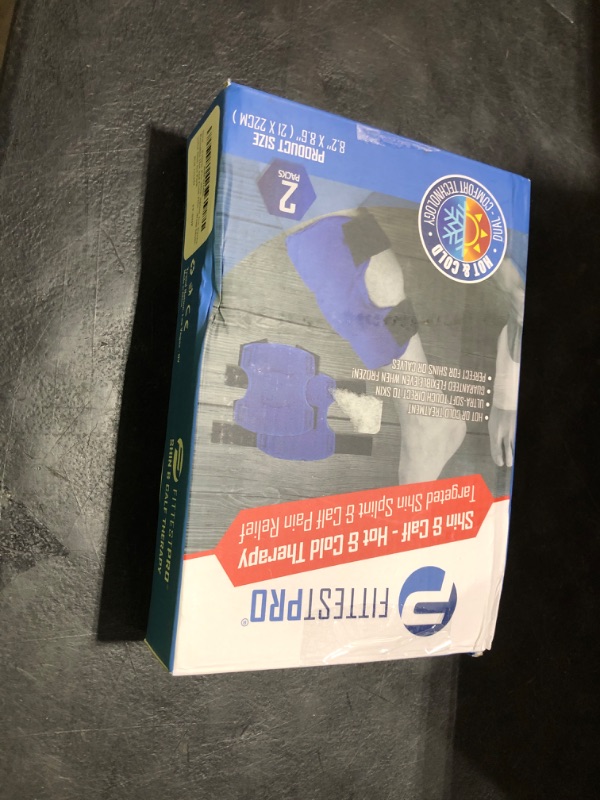 FITTESTPRO®
Shin & Calf - Hot & Cold Therapy
Targeted Shin Splint & Calf Pain Relief
• HOT OR COLD TREATMENT
• ULTRA-SOFT TOUCH DIRECT TO SKIN
• GUARANTEED FLEXIBLE EVEN WHEN FROZEN!
• PERFECT FOR SHINS OR CALVES
• HOT & COLD •
DUAL - COMFORT TECHNOLOGY
2
PACKS
PRODUCT SIZE
8.2" X 8.6" ( 21 X 22CM )
FITTESTPRO
SHIN & CALF THERAPY